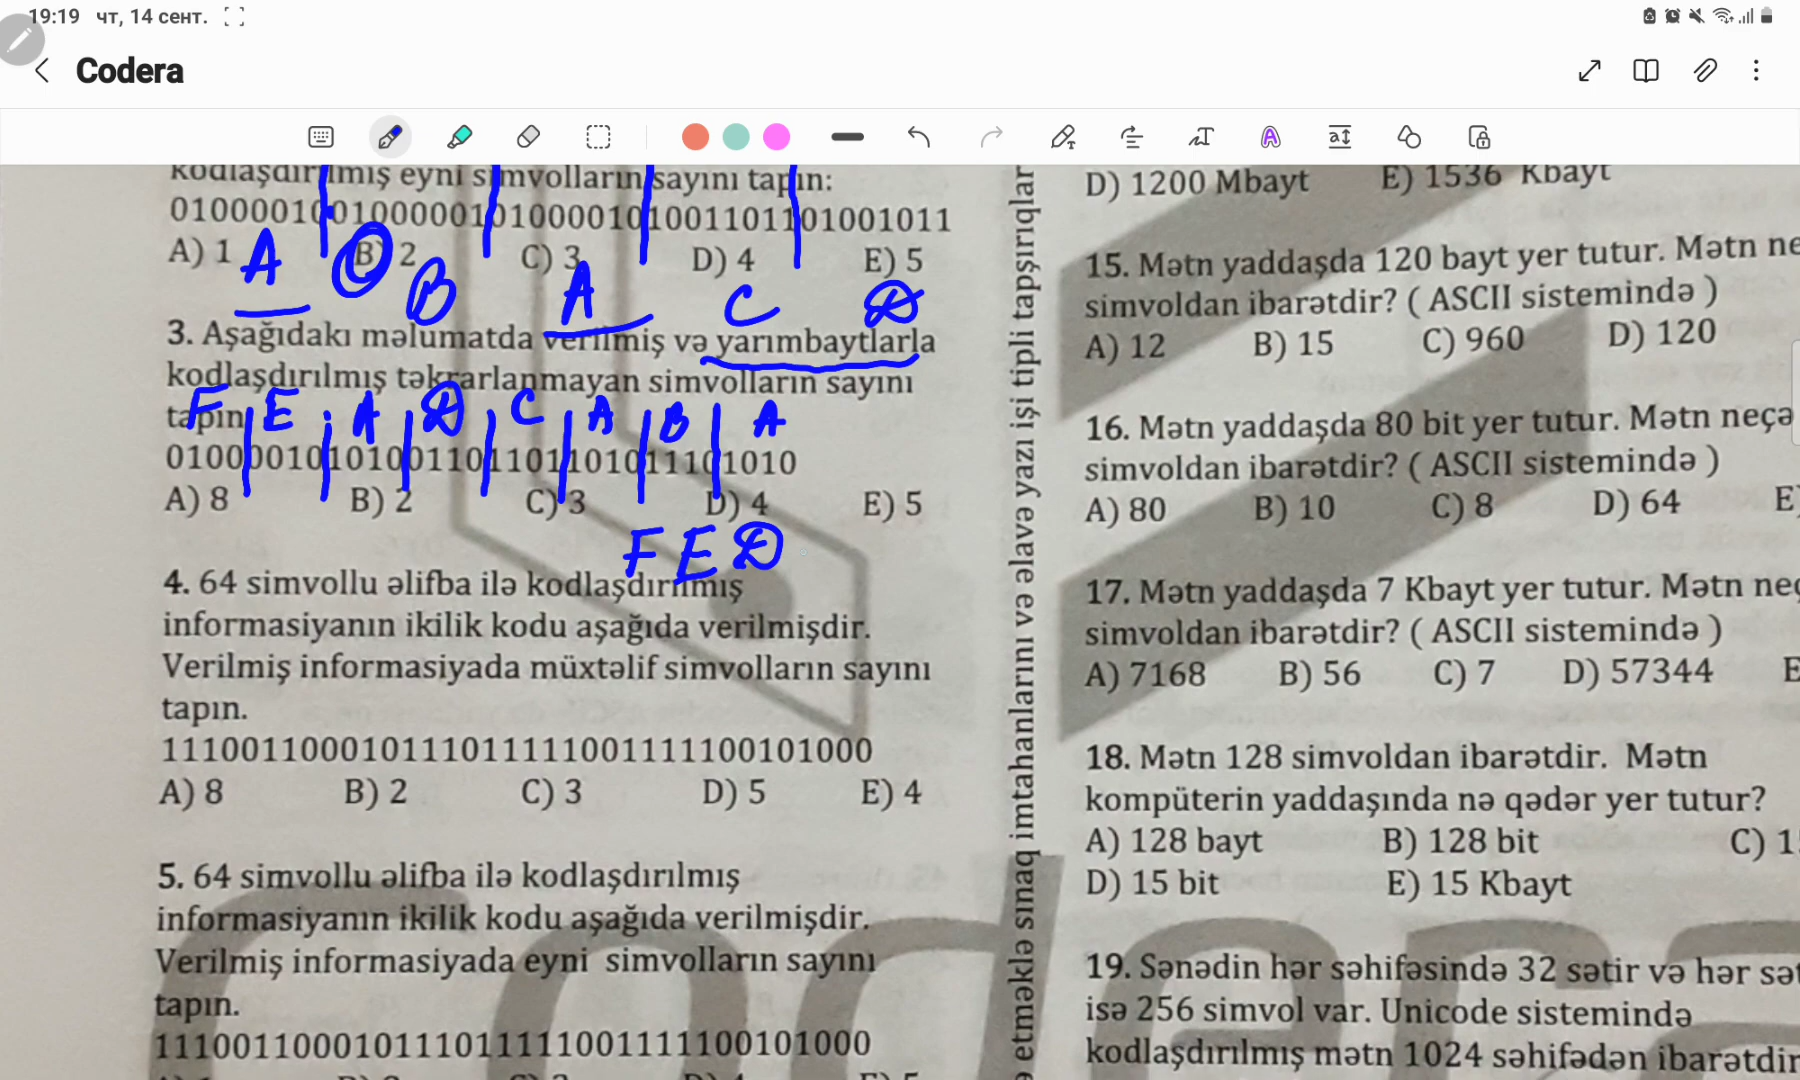 19:19 чт, 14 сент.
Codera
kodlaşdırılmış eyni simvolların sayını tapın:
0100001001000001010000101001101101001011
A) 1 B) 2 C) 3 D) 4 E) 5
A B A C D
3. Aşağıdakı məlumatda verilmiş və yarımbaytlarla
kodlaşdırılmış təkrarlanmayan simvolların sayını
tapın
F E A D C A B A
01000010101001101101101011101010
A) 8 B) 2 C) 3 D) 4 E) 5
F E D
4. 64 simvollu əlifba ilə kodlaşdırılmış
informasiyanın ikilik kodu aşağıda verilmişdir.
Verilmiş informasiyada müxtəlif simvolların sayını
tapın.
111001100010111011111001111100101000
A) 8 B) 2 C) 3 D) 5 E) 4
5. 64 simvollu əlifba ilə kodlaşdırılmış
informasiyanın ikilik kodu aşağıda verilmişdir.
Verilmiş informasiyada eyni simvolların sayını
tapın.
111001100010111011111001111100101000
imtahanlarını və əlavə yazı işi tipli tapşırıqlar
D) 1200 Mbayt E) 1536 Kbayt
15. Mətn yaddaşda 120 bayt yer tutur. Mətn ne
simvoldan ibarətdir? ( ASCII sistemində )
A) 12 B) 15 C) 960 D) 120
16. Mətn yaddaşda 80 bit yer tutur. Mətn neçə
simvoldan ibarətdir? ( ASCII sistemində )
A) 80 B) 10 C) 8 D) 64 E)
17. Mətn yaddaşda 7 Kbayt yer tutur. Mətn neç
simvoldan ibarətdir? ( ASCII sistemində )
A) 7168 B) 56 C) 7 D) 57344 E
18. Mətn 128 simvoldan ibarətdir. Mətn
kompüterin yaddaşında nə qədər yer tutur?
A) 128 bayt B) 128 bit C) 1
D) 15 bit E) 15 Kbayt
19. Sənədin hər səhifəsində 32 sətir və hər sət
isə 256 simvol var. Unicode sistemində
kodlaşdırılmış mətn 1024 səhifədən ibarətdir
Codera